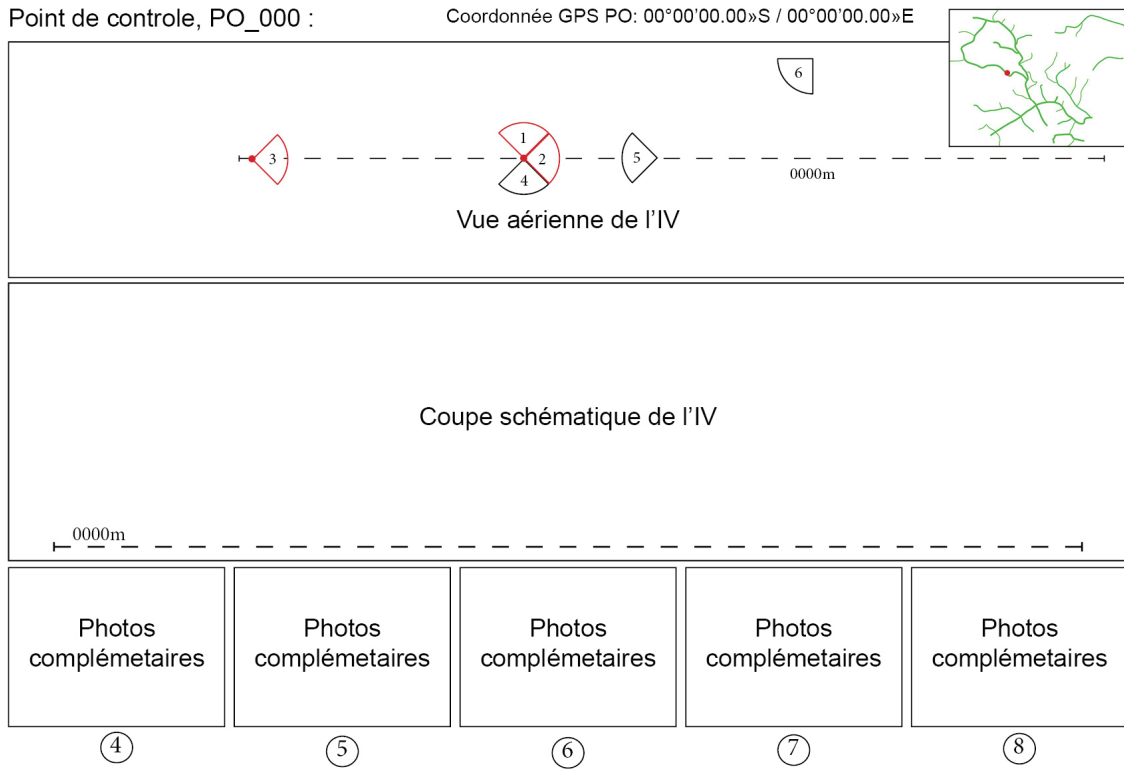 Point de controle, PO_000 :
Coordonnée GPS PO: 00°00'00.00»S / 00°00'00.00»E
6
1
3
2
5
4
0000m
Vue aérienne de l'IV
Coupe schématique de l'IV
0000m
Photos
complémetaires
Photos
complémetaires
Photos
complémetaires
Photos
complémetaires
Photos
complémetaires
4
5
6
7
8